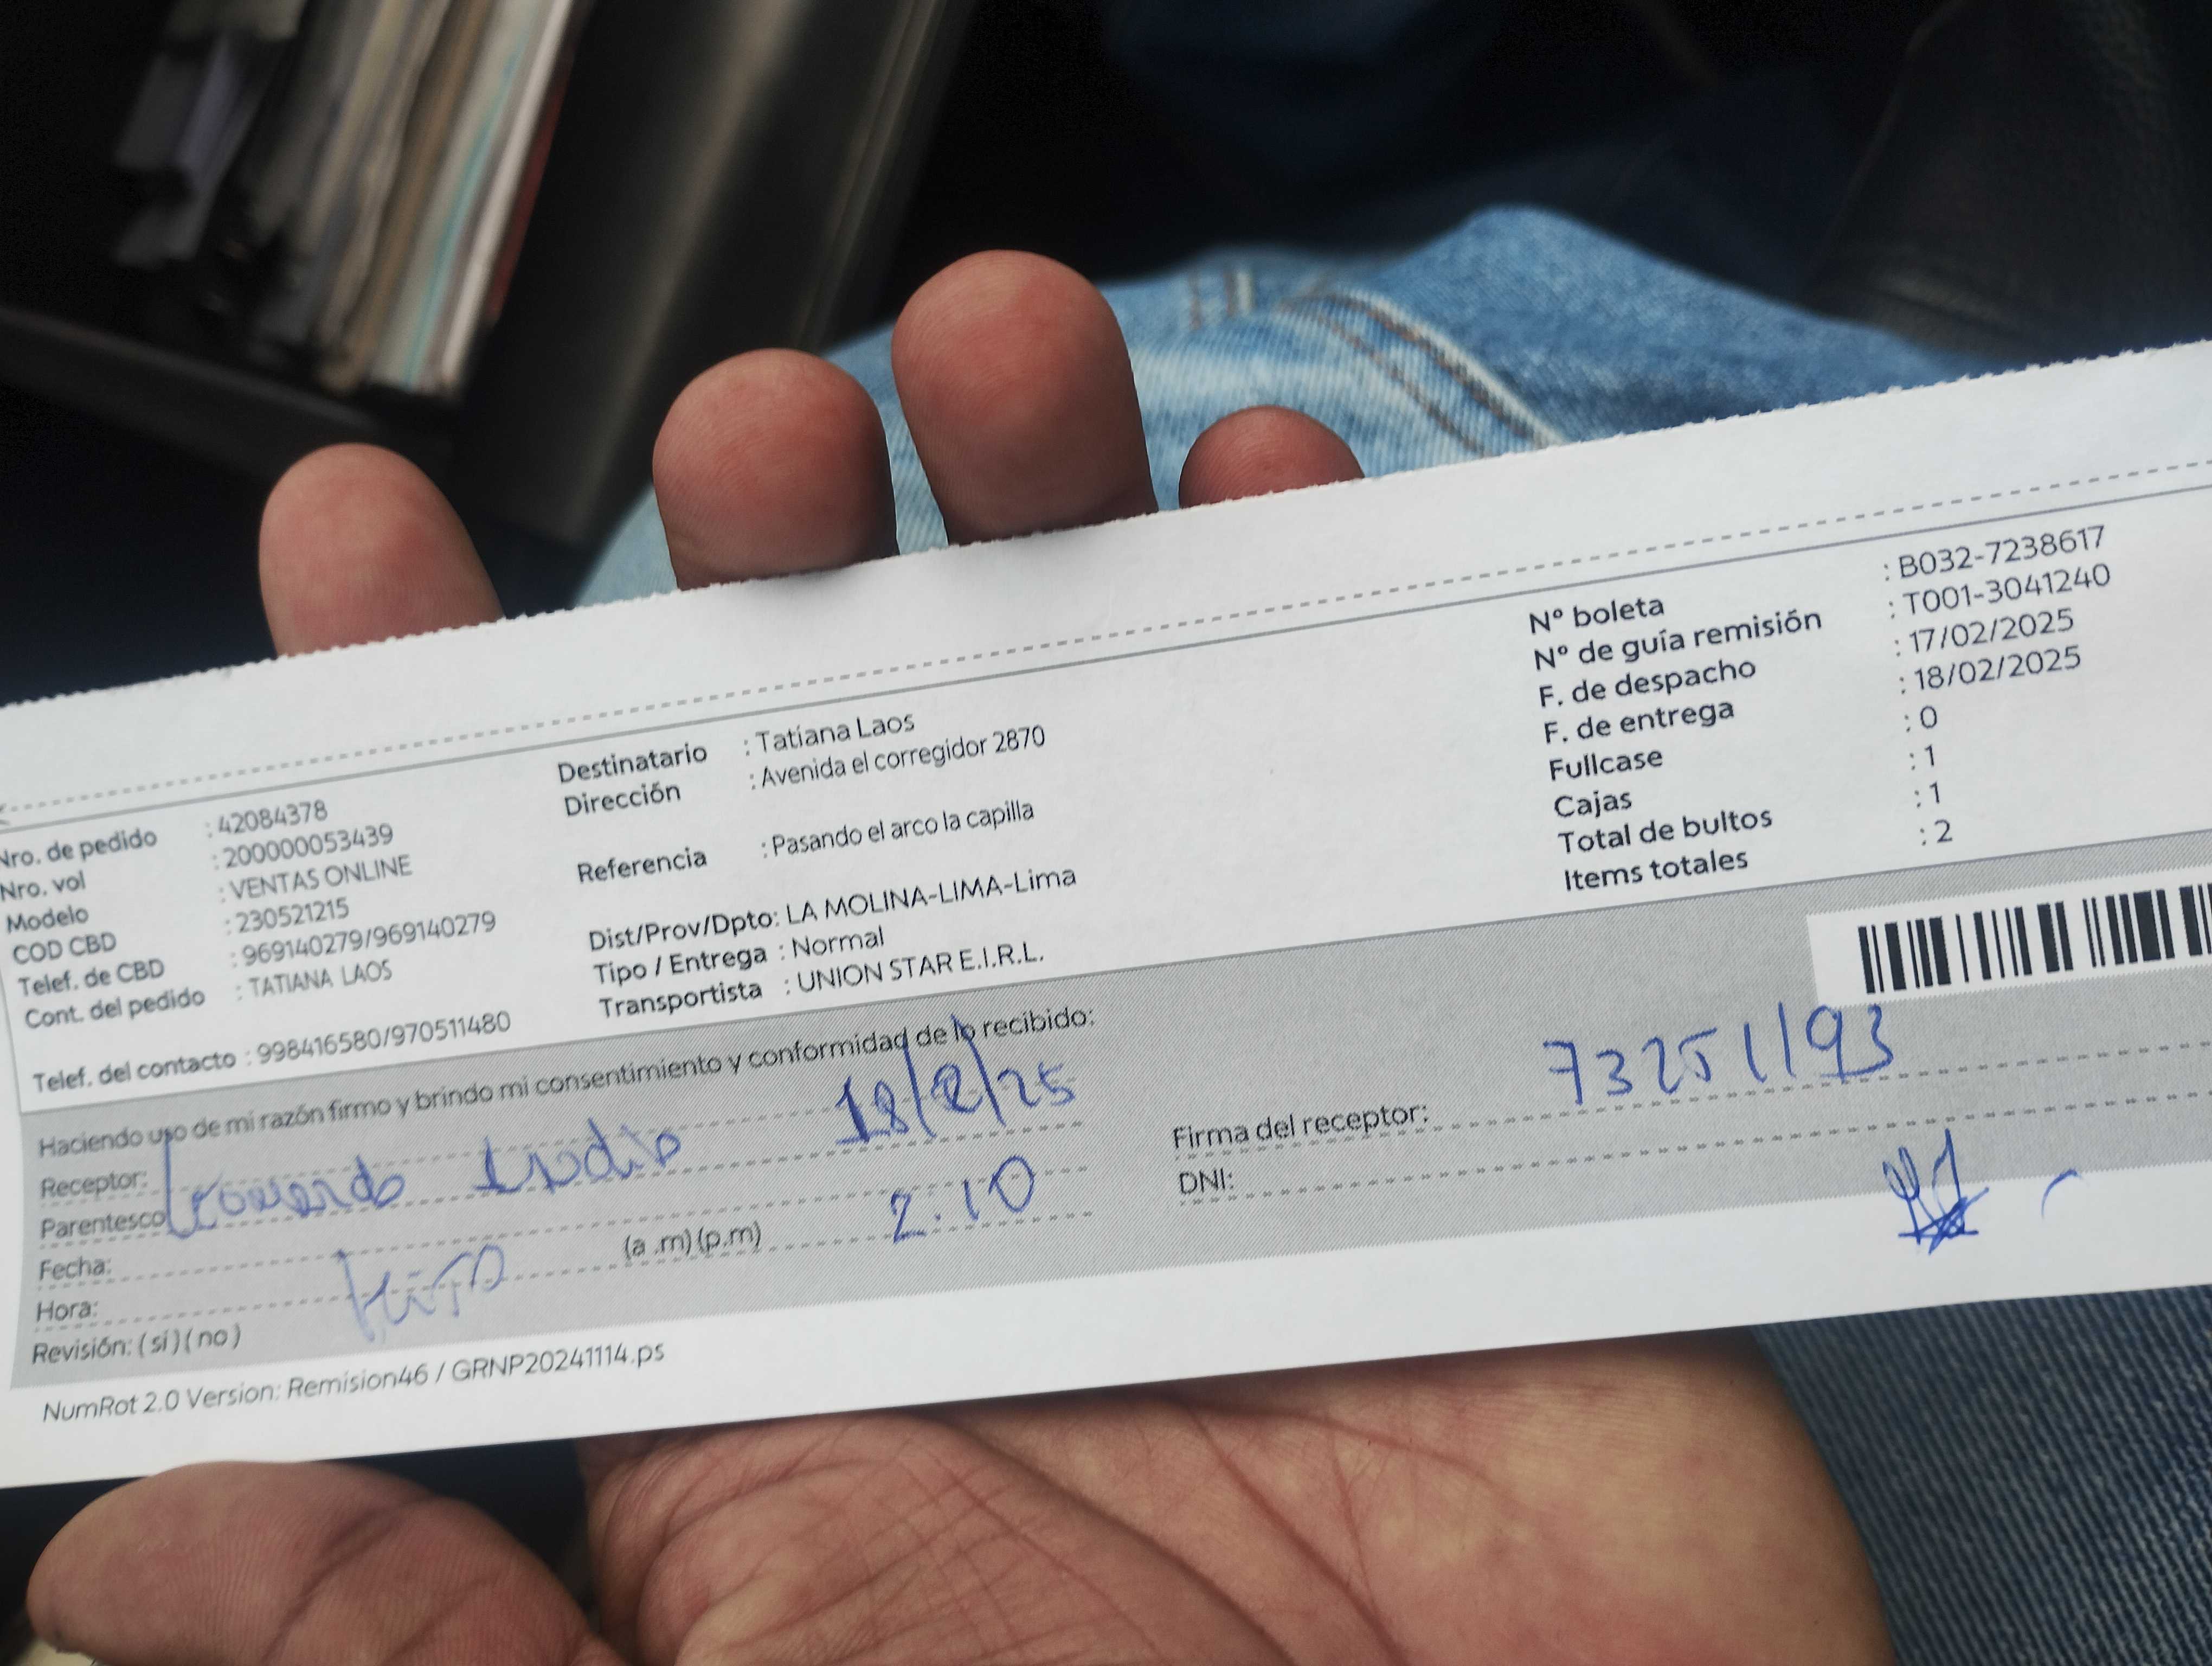 Nro. de pedido : 42084378
Nro. vol : 200000053439
Modelo : VENTAS ONLINE
COD CBD : 230521215
Telef. de CBD : 969140279/969140279
Cont. del pedido : TATIANA LAOS
Telef. del contacto : 998416580/970511480
Destinatario : Tatiana Laos
Dirección : Avenida el corregidor 2870
Referencia : Pasando el arco la capilla
Dist/Prov/Dpto: LA MOLINA-LIMA-Lima
Tipo / Entrega : Normal
Transportista : UNION STAR E.I.R.L.
Nº boleta : B032-7238617
Nº de guía remisión : T001-3041240
F. de despacho : 17/02/2025
F. de entrega : 18/02/2025
Fullcase : 0
Cajas : 1
Total de bultos : 1
Items totales : 2
Haciendo uso de mi razón firmo y brindo mi consentimiento y conformidad de lo recibido:
Receptor:
Parentesco
Fecha: 18/2/25
Hora: (a .m) (p.m) 2.10
Revisión: ( sí ) ( no )
Firma del receptor: 73251193
DNI:
NumRot 2.0 Version: Remision46 / GRNP20241114.ps